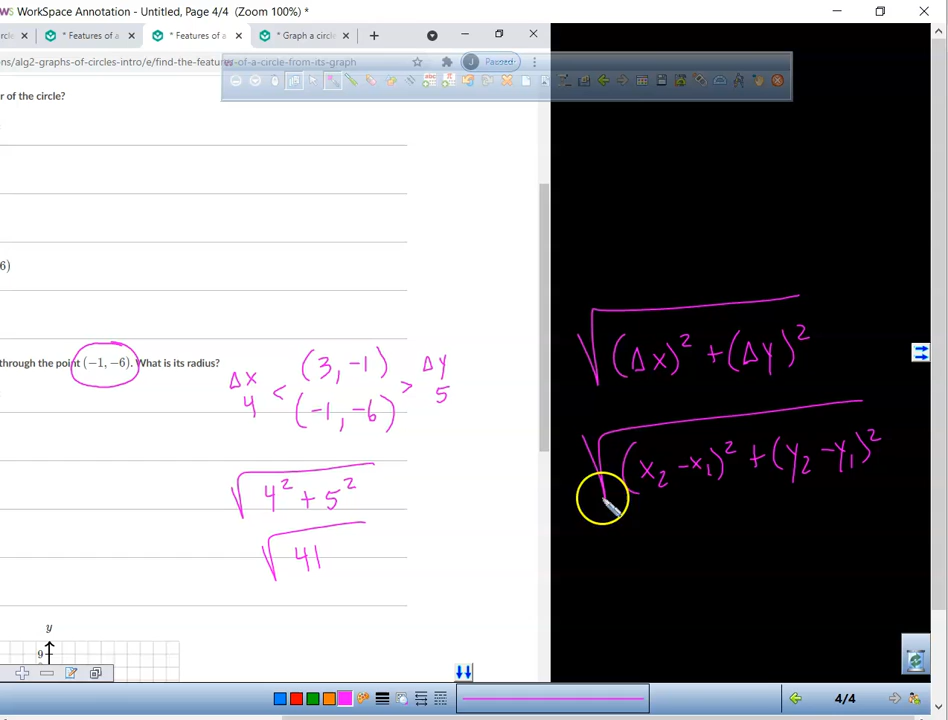 WS WorkSpace Annotation - Untitled, Page 4/4 (Zoom 100%) *
* Features of a
* Features of a
* Graph a circle
ens/alg2-graphs-of-circles-intro/e/find-the-features-of-a-circle-from-its-graph
J Paused
er of the circle?
6)
through the point (−1, −6). What is its radius?
Δx
4
<
(3, −1)
(−1, −6)
>
Δy
5
√4² + 5²
√41
√(Δx)² + (Δy)²
√(x₂ − x₁)² + (y₂ − y₁)²
y
9
4/4